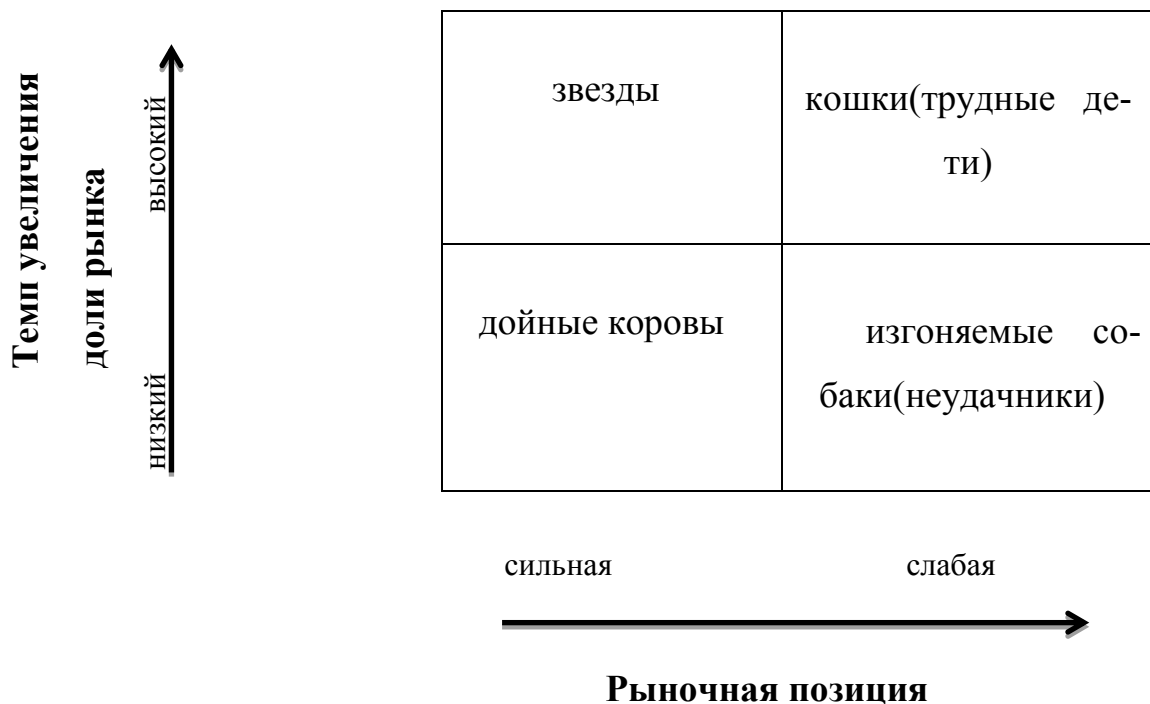 Темп увеличения
доли рынка
высокий
низкий
звезды
кошки(трудные де-
ти)
дойные коровы
изгоняемые со-
баки(неудачники)
сильная
слабая
Рыночная позиция